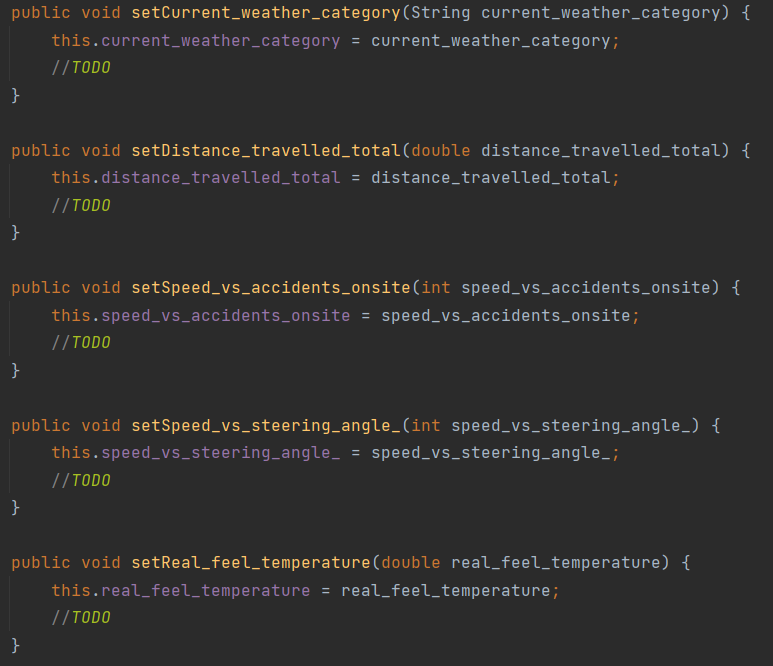 public void setCurrent_weather_category(String current_weather_category) {
    this.current_weather_category = current_weather_category;
    //TODO
}

public void setDistance_travelled_total(double distance_travelled_total) {
    this.distance_travelled_total = distance_travelled_total;
    //TODO
}

public void setSpeed_vs_accidents_onsite(int speed_vs_accidents_onsite) {
    this.speed_vs_accidents_onsite = speed_vs_accidents_onsite;
    //TODO
}

public void setSpeed_vs_steering_angle_(int speed_vs_steering_angle_) {
    this.speed_vs_steering_angle_ = speed_vs_steering_angle_;
    //TODO
}

public void setReal_feel_temperature(double real_feel_temperature) {
    this.real_feel_temperature = real_feel_temperature;
    //TODO
}